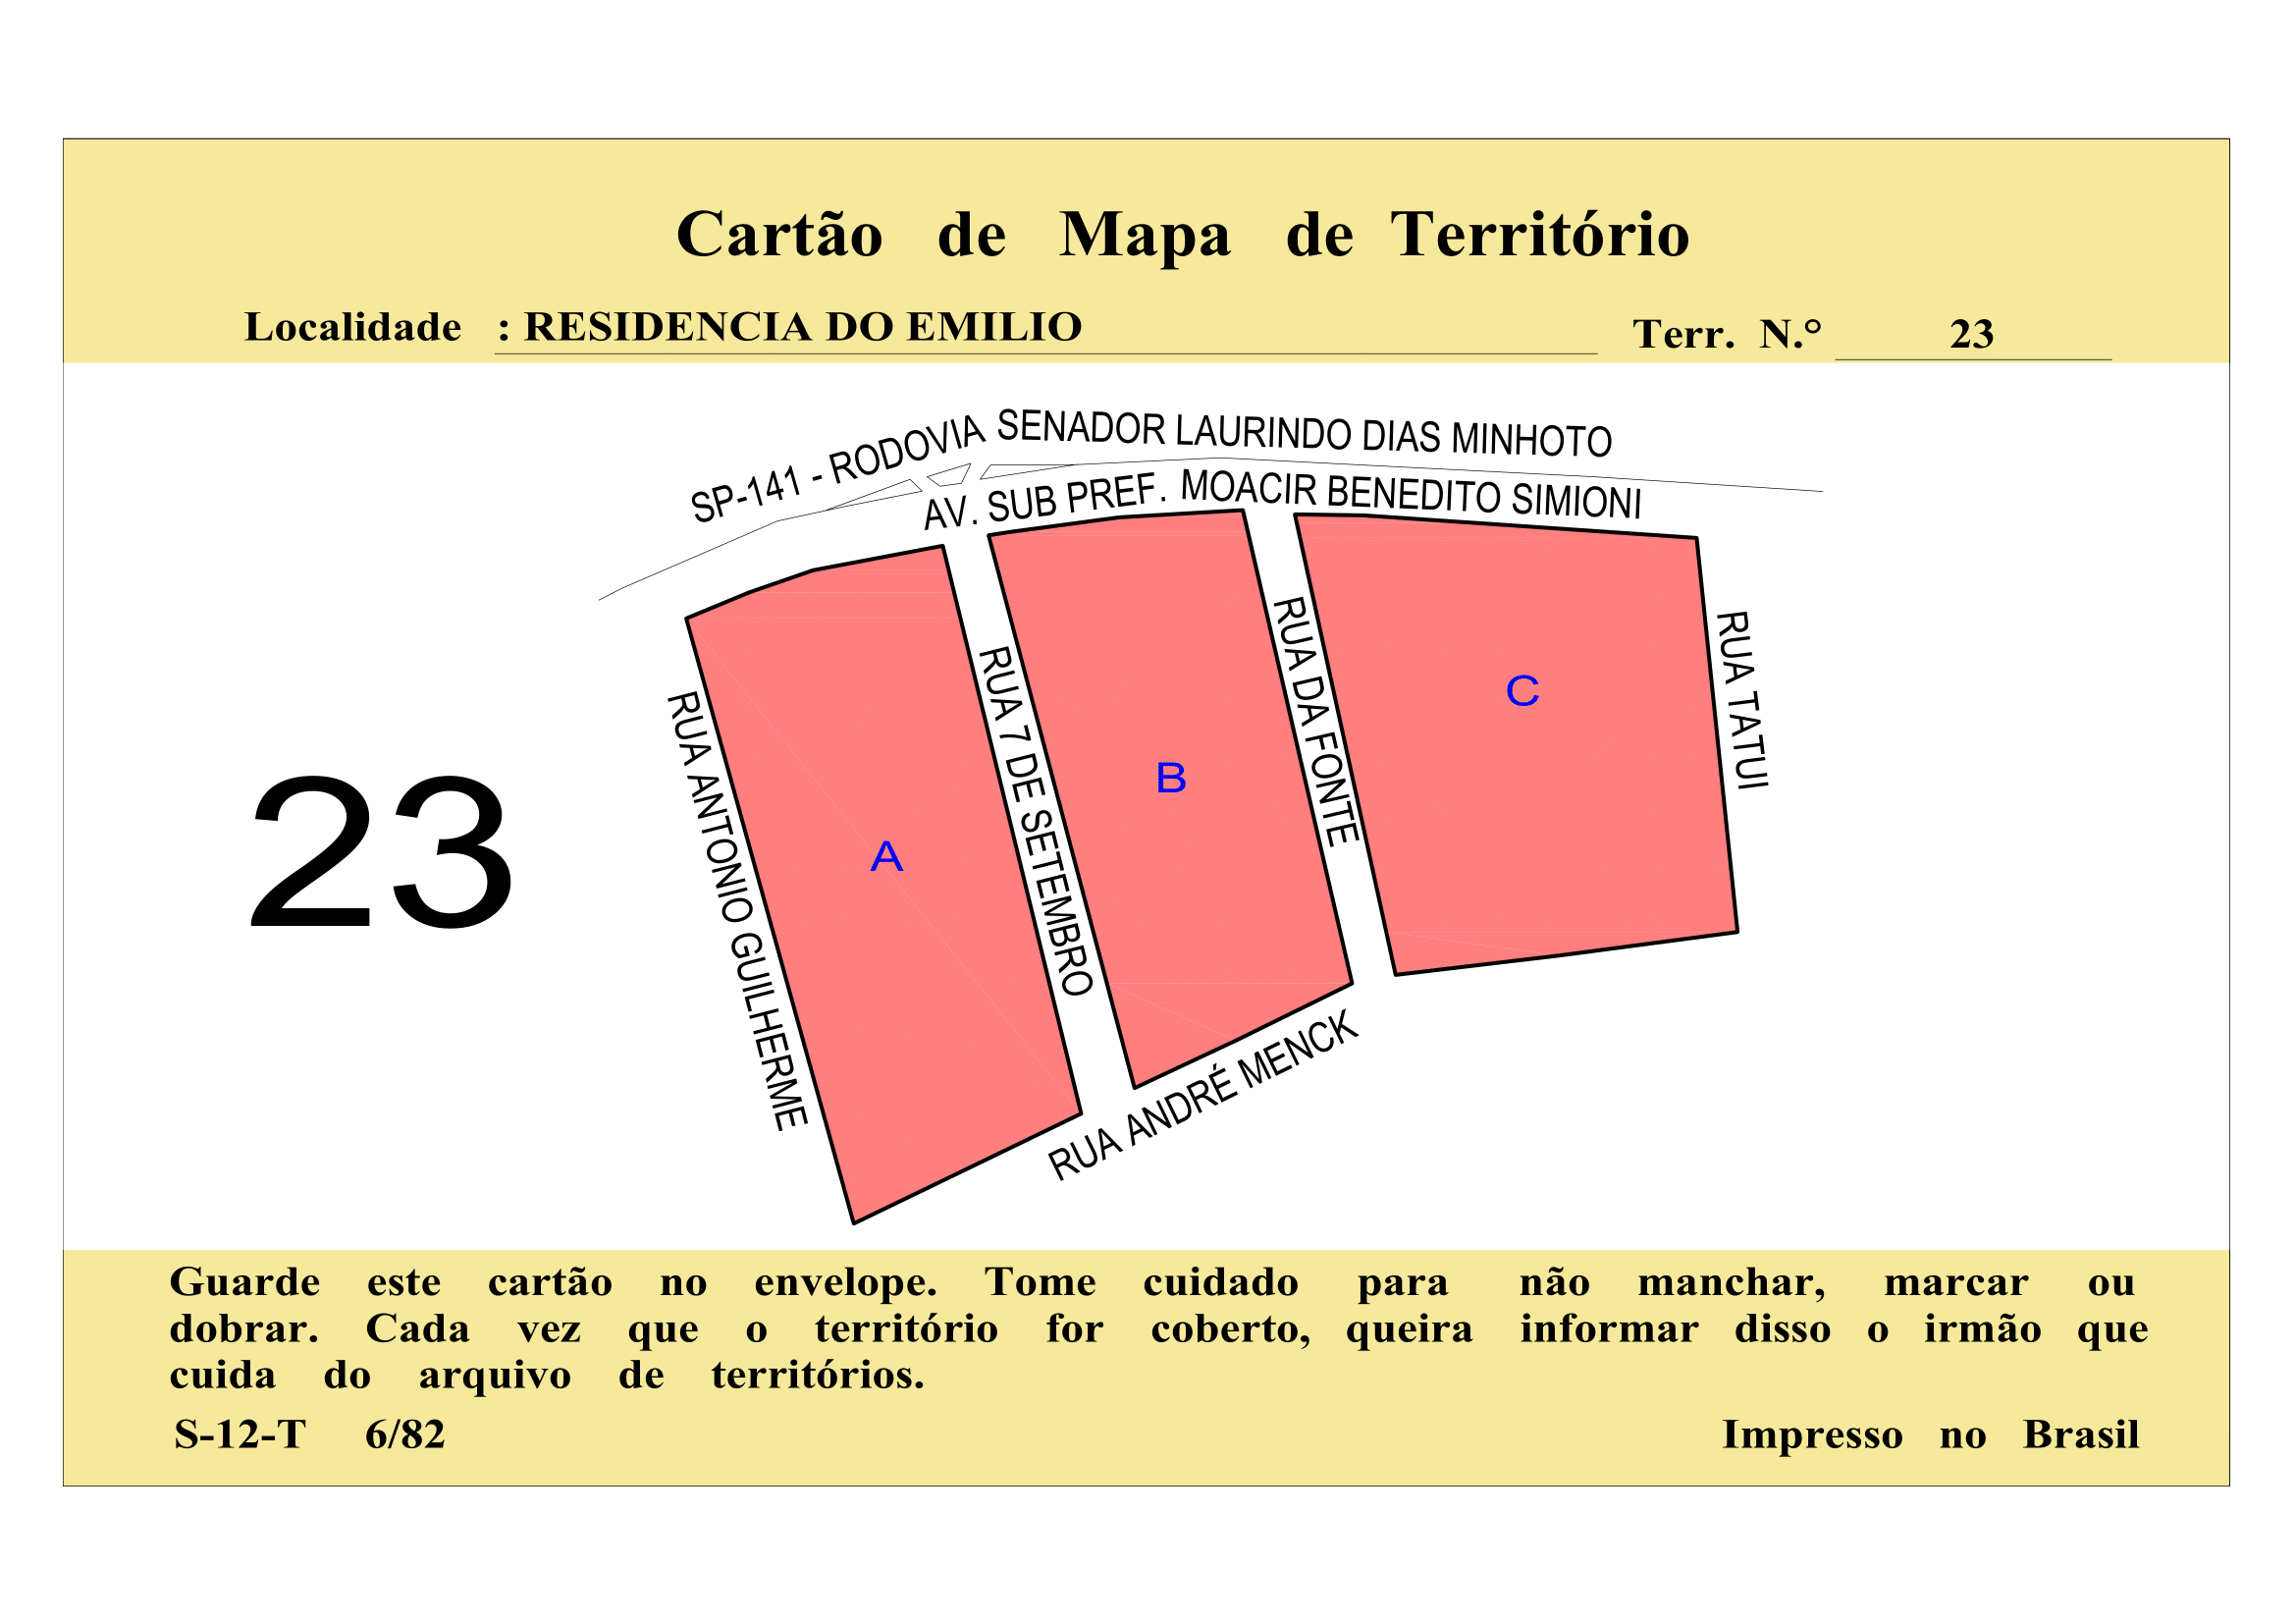 Cartão de Mapa de Território
Localidade : RESIDENCIA DO EMILIO
Terr. N.° 23
SP-141 - RODOVIA SENADOR LAURINDO DIAS MINHOTO
AV. SUB PREF. MOACIR BENEDITO SIMIONI
RUA ANTONIO GUILHERME
A
RUA 7 DE SETEMBRO
B
RUA DA FONTE
C
RUA TATUI
23
RUA ANDRÉ MENCK
Guarde este cartão no envelope. Tome cuidado para não manchar, marcar ou
dobrar. Cada vez que o território for coberto, queira informar disso o irmão que
cuida do arquivo de territórios.
S-12-T 6/82
Impresso no Brasil